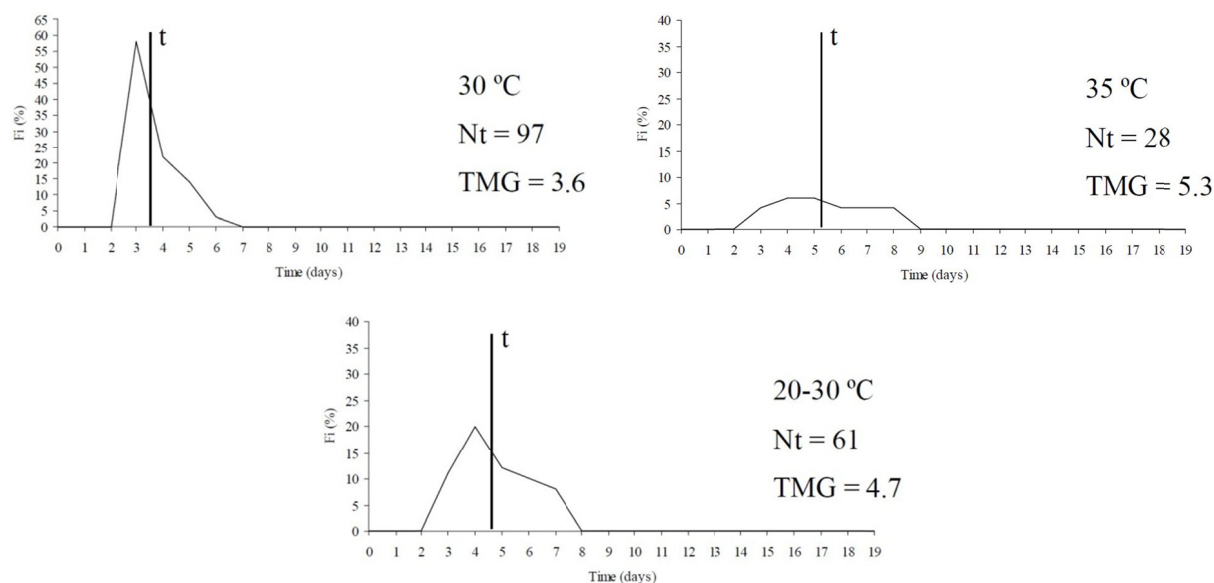 65
60
55
50
45
40
35
30
25
20
15
10
5
0
Fi (%)
t
30 ºC
Nt = 97
TMG = 3.6
0 1 2 3 4 5 6 7 8 9 10 11 12 13 14 15 16 17 18 19
Time (days)
40
35
30
25
20
15
10
5
0
Fi (%)
t
35 ºC
Nt = 28
TMG = 5.3
0 1 2 3 4 5 6 7 8 9 10 11 12 13 14 15 16 17 18 19
Time (days)
40
35
30
25
20
15
10
5
0
Fi (%)
t
20-30 ºC
Nt = 61
TMG = 4.7
0 1 2 3 4 5 6 7 8 9 10 11 12 13 14 15 16 17 18 19
Time (days)